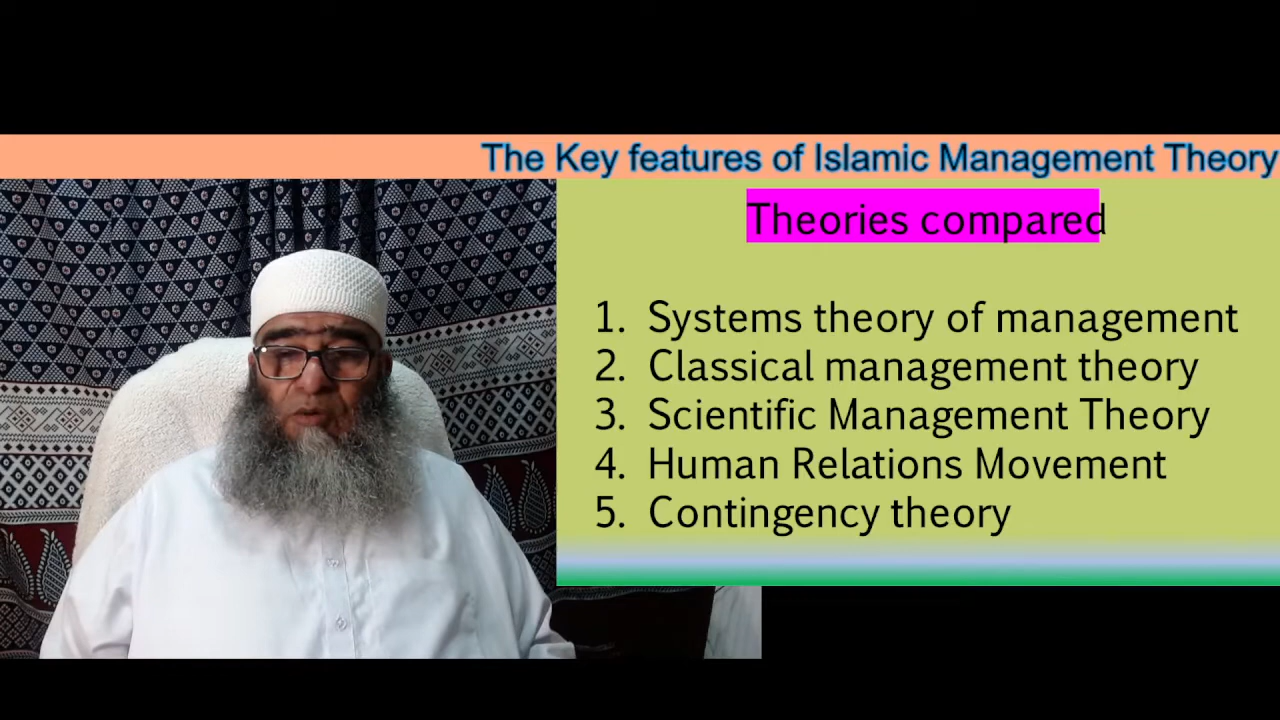 The Key features of Islamic Management Theory
Theories compared
1. Systems theory of management
2. Classical management theory
3. Scientific Management Theory
4. Human Relations Movement
5. Contingency theory